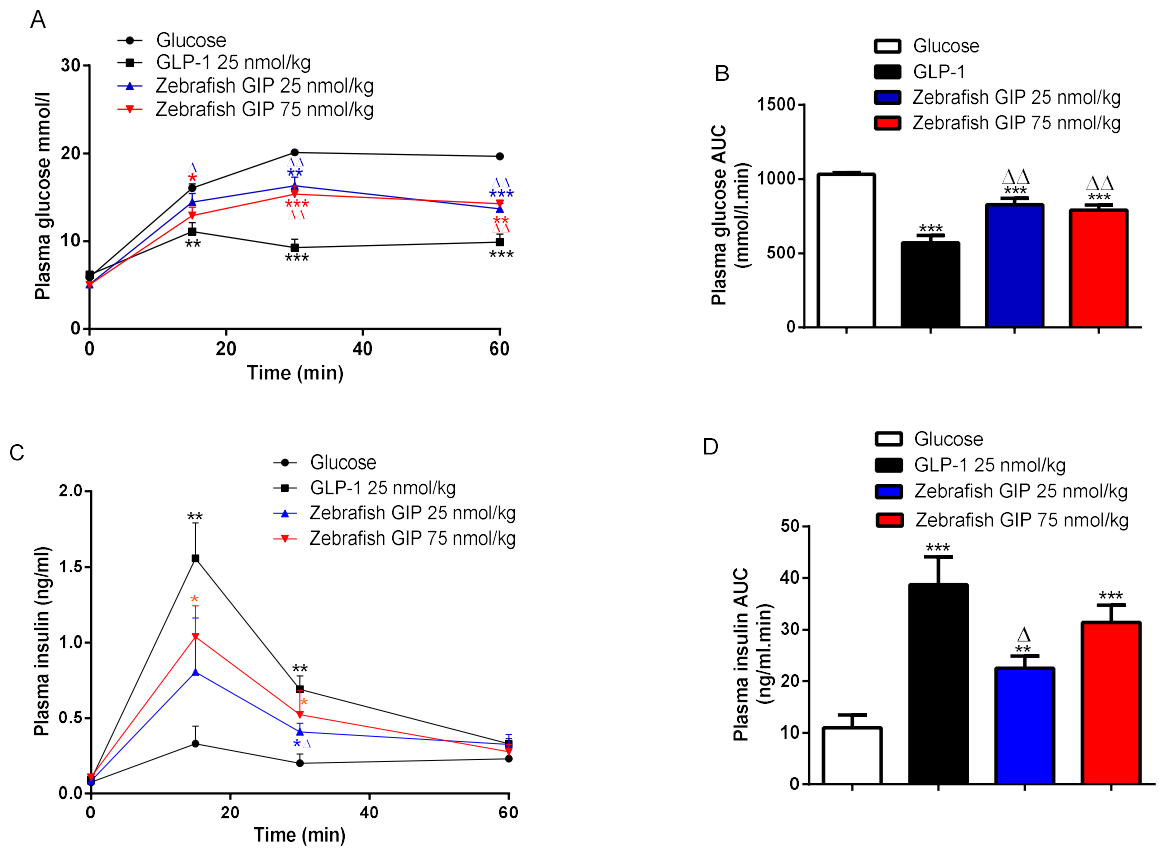 A
Glucose
GLP-1 25 nmol/kg
Zebrafish GIP 25 nmol/kg
Zebrafish GIP 75 nmol/kg
Plasma glucose mmol/l
30
20
10
0
\
*
\\
**
***
\\
\\
***
**
\\
**
***
***
0
20
40
60
Time (min)
B
Glucose
GLP-1
Zebrafish GIP 25 nmol/kg
Zebrafish GIP 75 nmol/kg
Plasma glucose AUC
(mmol/l.min)
1500
1000
500
0
***
ΔΔ
***
ΔΔ
***
C
Glucose
GLP-1 25 nmol/kg
Zebrafish GIP 25 nmol/kg
Zebrafish GIP 75 nmol/kg
Plasma insulin (ng/ml)
2.0
1.5
1.0
0.5
0.0
**
*
**
*
* \
0
20
40
60
Time (min)
D
Glucose
GLP-1 25 nmol/kg
Zebrafish GIP 25 nmol/kg
Zebrafish GIP 75 nmol/kg
Plasma insulin AUC
(ng/ml.min)
50
40
30
20
10
0
***
Δ
**
***